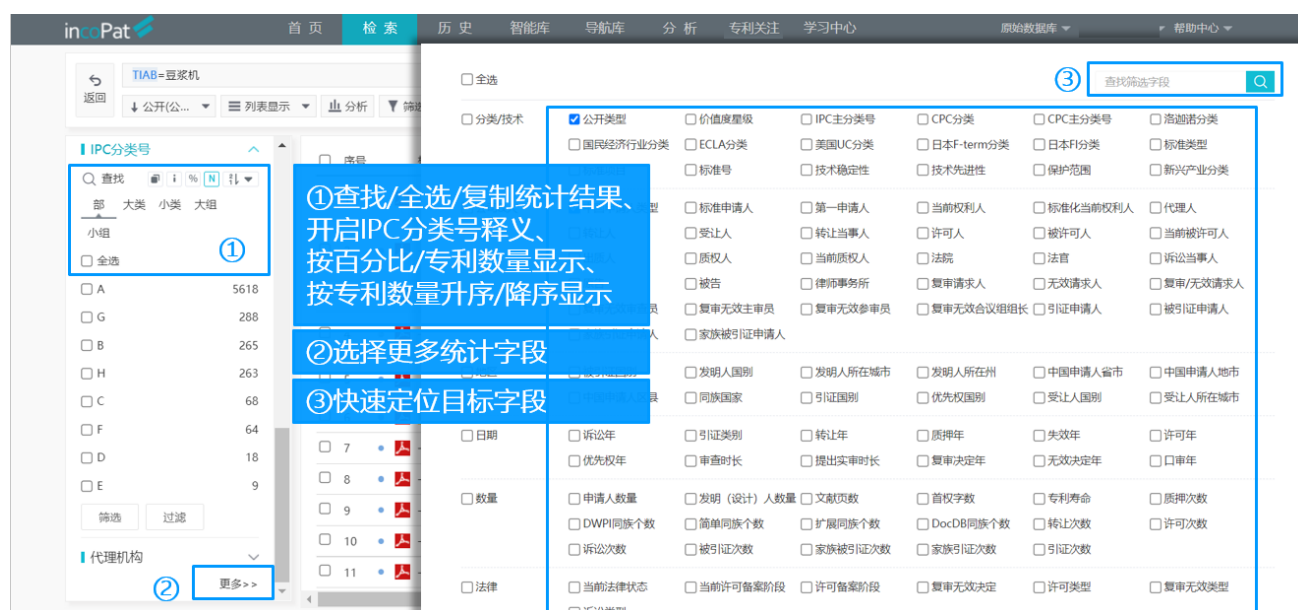 incoPat
首 页 检 索 历 史 智能库 导航库 分 析 专利关注 学习中心 原始数据库 帮助中心
返回
TIAB=豆浆机
公开(公... 列表显示 分析
IPC分类号
查找 i % N
部 大类 小类 大组
小组
①
全选
A 5618
G 288
B 265
H 263
C 68
F 64
D 18
E 9
筛选 过滤
代理机构
② 更多>>
序号
7
8
9
10
11
①查找/全选/复制统计结果、
开启IPC分类号释义、
按百分比/专利数量显示、
按专利数量升序/降序显示
②选择更多统计字段
③快速定位目标字段
全选 ③ 查找筛选字段
分类/技术 公开类型 价值度星级 IPC主分类号 CPC分类 CPC主分类号 洛迦诺分类
国民经济行业分类 ECLA分类 美国UC分类 日本F-term分类 日本FI分类 标准类型
标准号 技术稳定性 技术先进性 保护范围 新兴产业分类
标准申请人 第一申请人 当前权利人 标准化当前权利人 代理人
受让人 转让当事人 许可人 被许可人 当前被许可人
质权人 当前质权人 法院 法官 诉讼当事人
被告 律师事务所 复审请求人 无效请求人 复审/无效请求人
复审无效主审员 复审无效参审员 复审无效合议组组长 引证申请人 被引证申请人
家族被引证申请人
发明人国别 发明人所在城市 发明人所在州 中国申请人省市 中国申请人地市
同族国家 引证国别 优先权国别 受让人国别 受让人所在城市
日期 诉讼年 引证类别 转让年 质押年 失效年 许可年
优先权年 审查时长 提出实审时长 复审决定年 无效决定年 口审年
数量 申请人数量 发明（设计）人数量 文献页数 首权字数 专利寿命 质押次数
DWPI同族个数 简单同族个数 扩展同族个数 DocDB同族个数 转让次数 许可次数
诉讼次数 被引证次数 家族被引证次数 家族引证次数 引证次数
法律 当前法律状态 当前许可备案阶段 许可备案阶段 复审无效决定 许可类型 复审无效类型